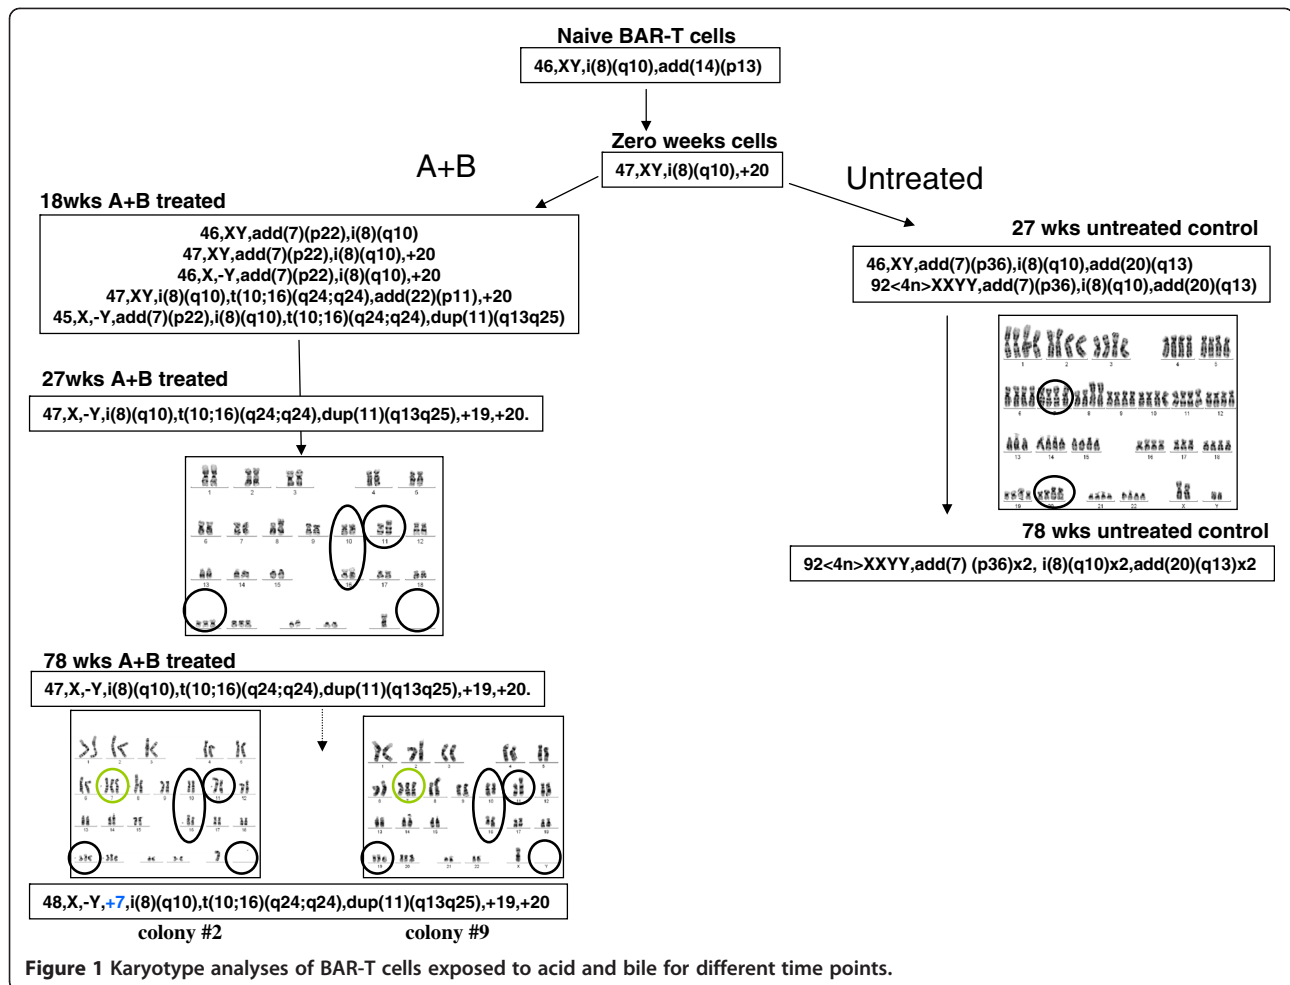 Naive BAR-T cells
46,XY,i(8)(q10),add(14)(p13)
Zero weeks cells
47,XY,i(8)(q10),+20
A+B
Untreated
18wks A+B treated
46,XY,add(7)(p22),i(8)(q10)
47,XY,add(7)(p22),i(8)(q10),+20
46,X,-Y,add(7)(p22),i(8)(q10),+20
47,XY,i(8)(q10),t(10;16)(q24;q24),add(22)(p11),+20
45,X,-Y,add(7)(p22),i(8)(q10),t(10;16)(q24;q24),dup(11)(q13q25)
27 wks untreated control
46,XY,add(7)(p36),i(8)(q10),add(20)(q13)
92<4n>XXYY,add(7)(p36),i(8)(q10),add(20)(q13)
27wks A+B treated
47,X,-Y,i(8)(q10),t(10;16)(q24;q24),dup(11)(q13q25),+19,+20.
78 wks untreated control
92<4n>XXYY,add(7) (p36)x2, i(8)(q10)x2,add(20)(q13)x2
78 wks A+B treated
47,X,-Y,i(8)(q10),t(10;16)(q24;q24),dup(11)(q13q25),+19,+20.
48,X,-Y,+7,i(8)(q10),t(10;16)(q24;q24),dup(11)(q13q25),+19,+20
colony #2
colony #9
Figure 1 Karyotype analyses of BAR-T cells exposed to acid and bile for different time points.